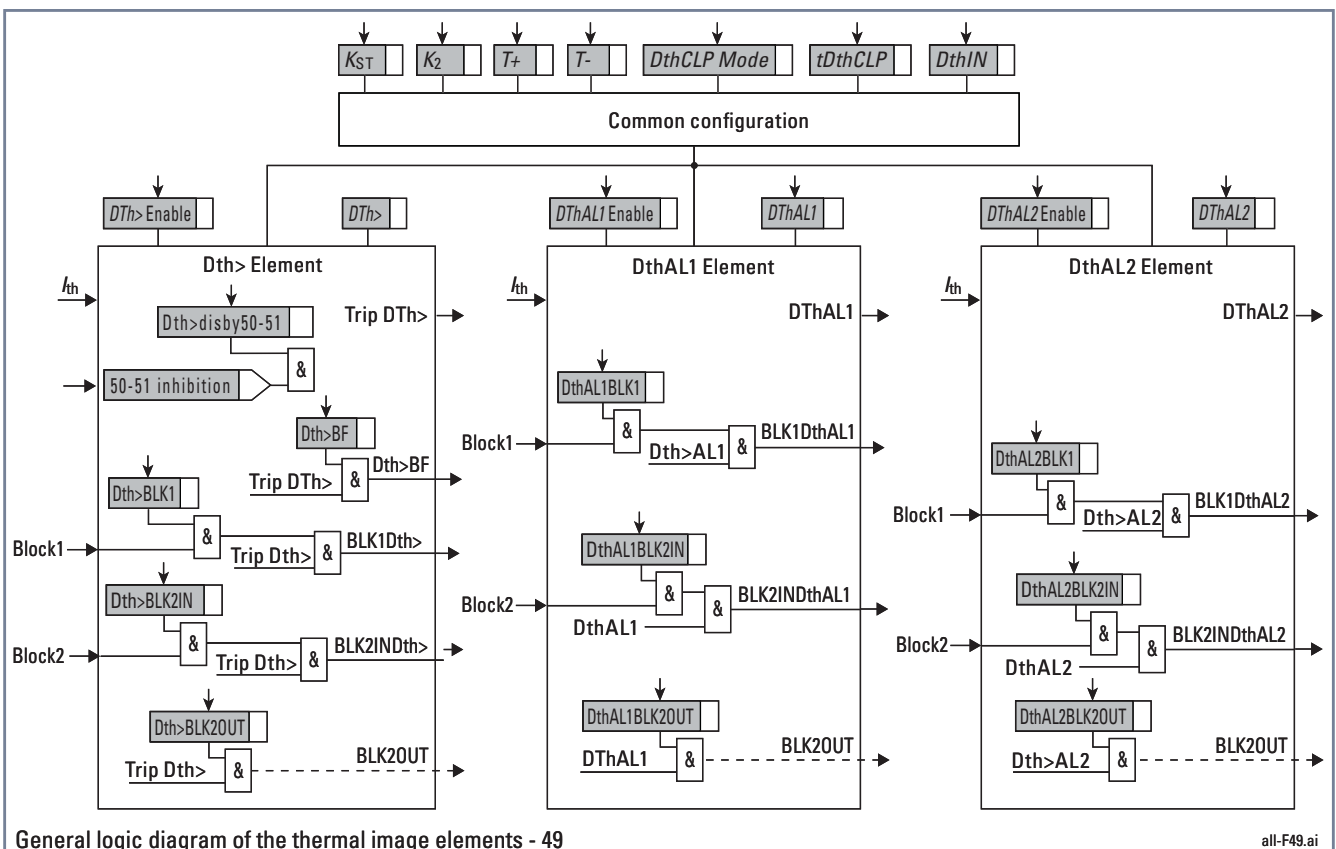 KST K2 T+ T- DthCLP Mode tDthCLP DthIN
Common configuration
DTh> Enable DTh> DThAL1 Enable DThAL1 DThAL2 Enable DThAL2
Dth> Element
Ith
Dth>disby50-51
Trip DTh>
&
50-51 inhibition
Dth>BF
Trip DTh>
&
Dth>BF
Dth>BLK1
Block1
&
Trip Dth>
&
BLK1Dth>
Dth>BLK2IN
Block2
&
Trip Dth>
&
BLK2INDth>
Dth>BLK2OUT
Trip Dth>
&
BLK2OUT
DthAL1 Element
Ith
DThAL1
DthAL1BLK1
Block1
&
Dth>AL1
&
BLK1DthAL1
DthAL1BLK2IN
Block2
&
DthAL1
&
BLK2INDthAL1
DthAL1BLK2OUT
DThAL1
&
BLK2OUT
DthAL2 Element
Ith
DThAL2
DthAL2BLK1
Block1
&
Dth>AL2
&
BLK1DthAL2
DthAL2BLK2IN
Block2
&
DthAL2
&
BLK2INDthAL2
DthAL2BLK2OUT
Dth>AL2
&
BLK2OUT
General logic diagram of the thermal image elements - 49
all-F49.ai